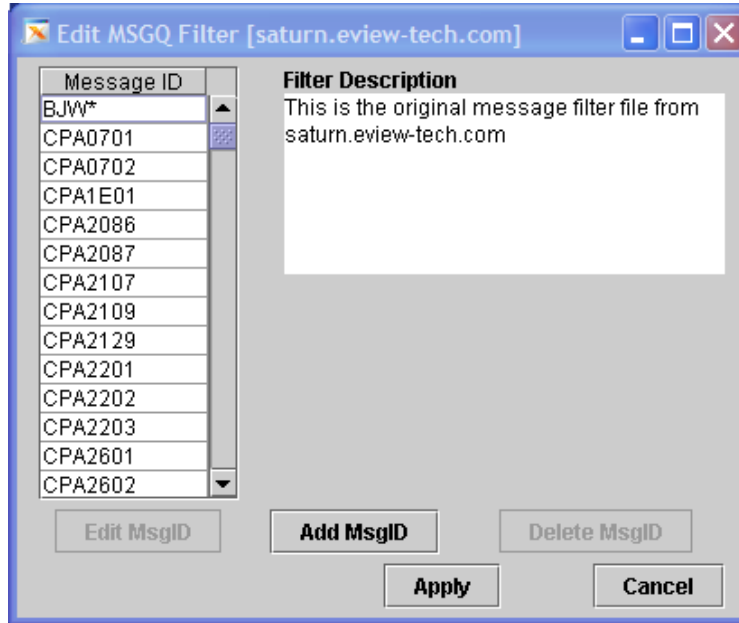 Edit MSGQ Filter [saturn.eview-tech.com]
Message ID
BJW*
CPA0701
CPA0702
CPA1E01
CPA2086
CPA2087
CPA2107
CPA2109
CPA2129
CPA2201
CPA2202
CPA2203
CPA2601
CPA2602
Filter Description
This is the original message filter file from
saturn.eview-tech.com
Edit MsgID
Add MsgID
Delete MsgID
Apply
Cancel